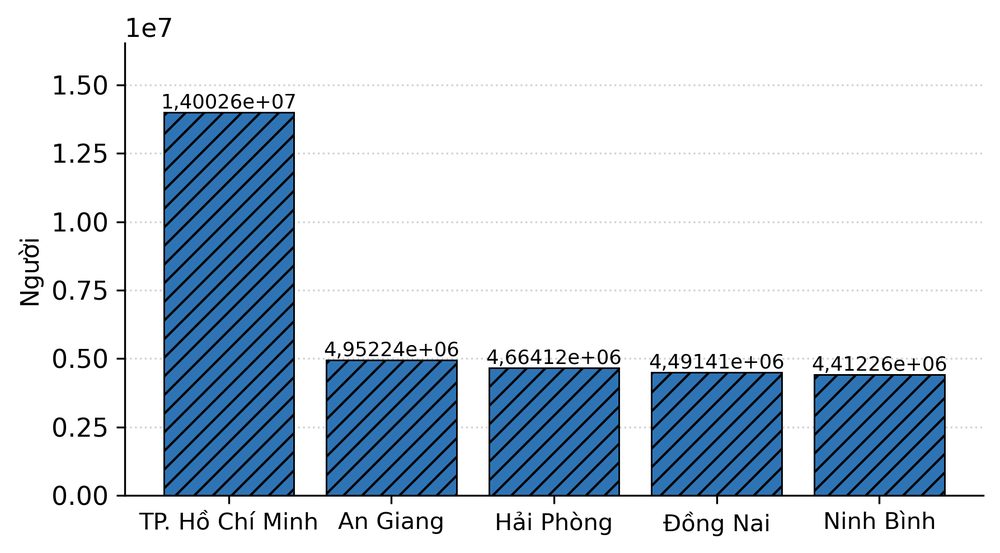 1e7
Người
1.50
1.25
1.00
0.75
0.50
0.25
0.00
1,40026e+07
4,95224e+06
4,66412e+06
4,49141e+06
4,41226e+06
TP. Hồ Chí Minh
An Giang
Hải Phòng
Đồng Nai
Ninh Bình